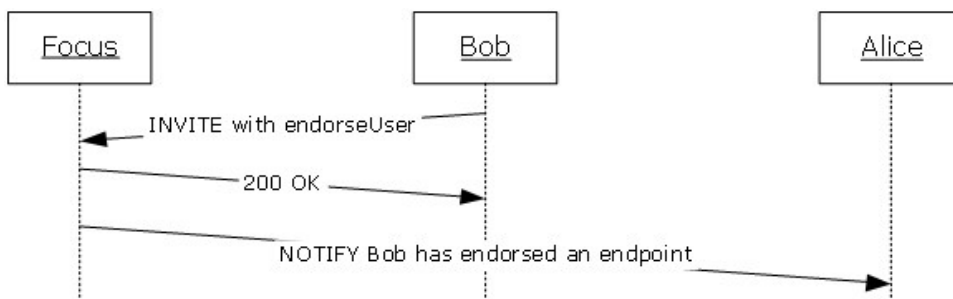 Focus
Bob
Alice
INVITE with endorseUser
200 OK
NOTIFY Bob has endorsed an endpoint